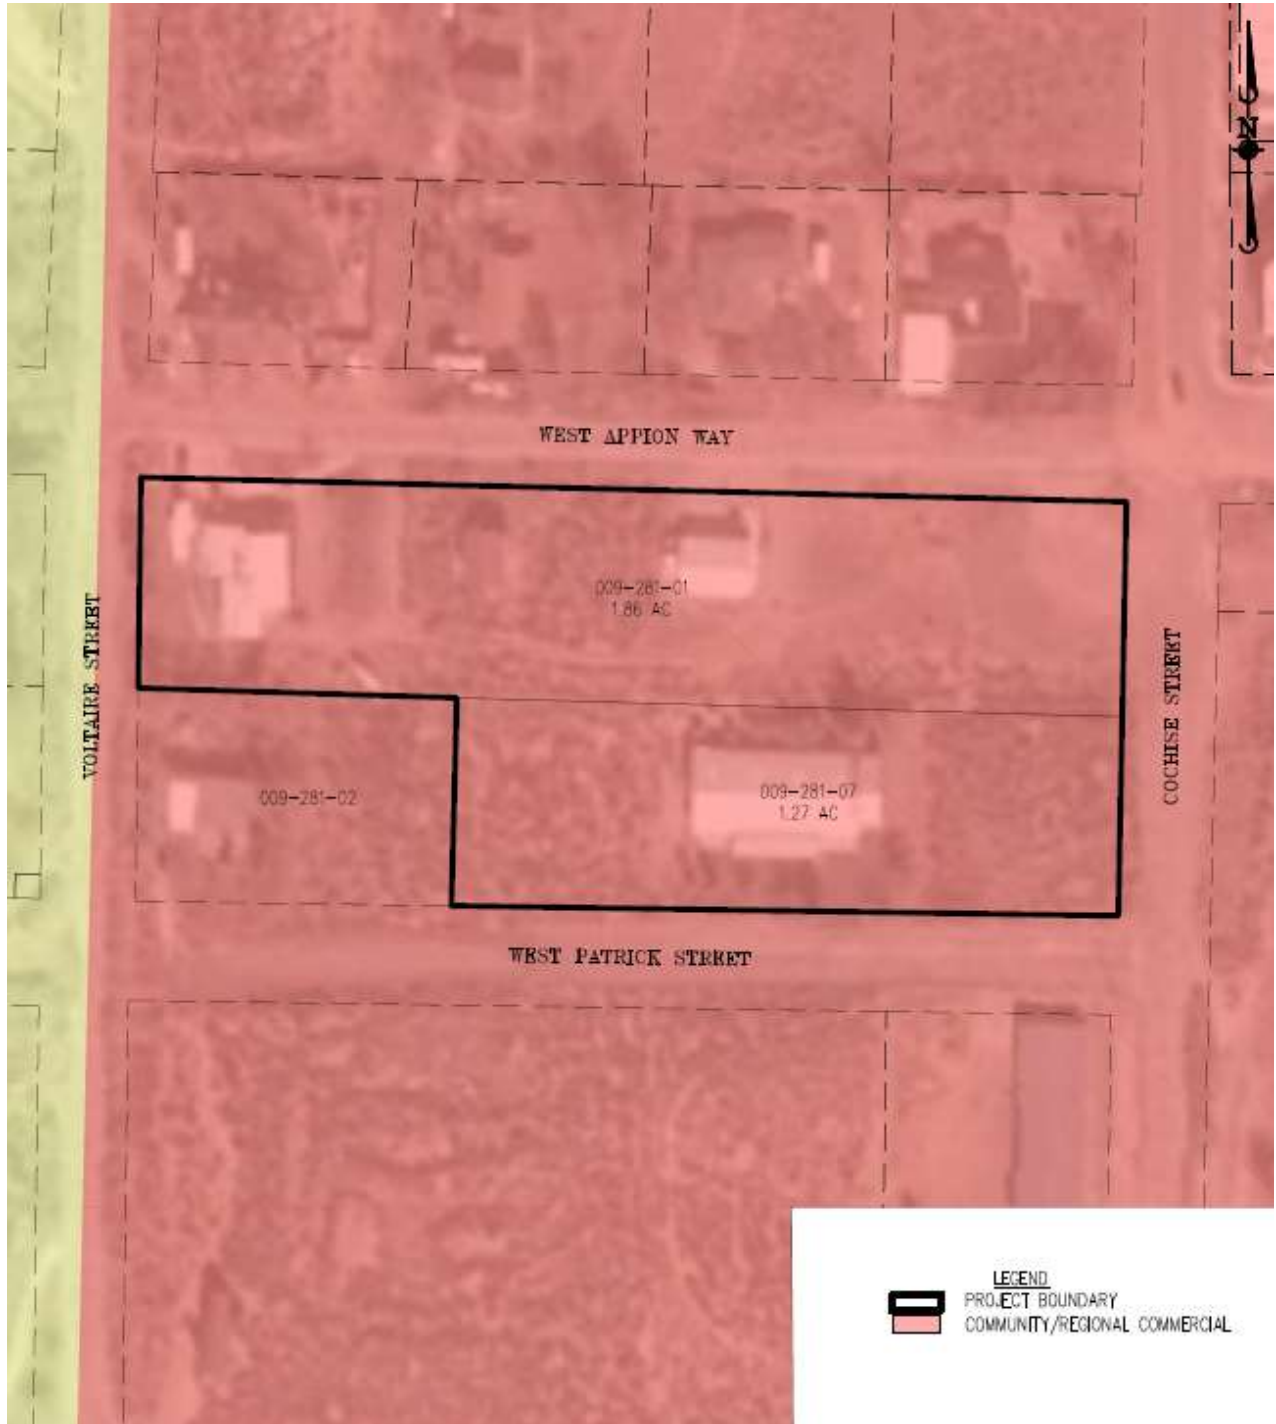 N
WEST APPION WAY
009-281-01
1.86 AC
VOLTAIRE STREET
COCHISE STREET
009-281-02
009-281-07
1.27 AC
WEST PATRICK STREET
LEGEND
PROJECT BOUNDARY
COMMUNITY/REGIONAL COMMERCIAL